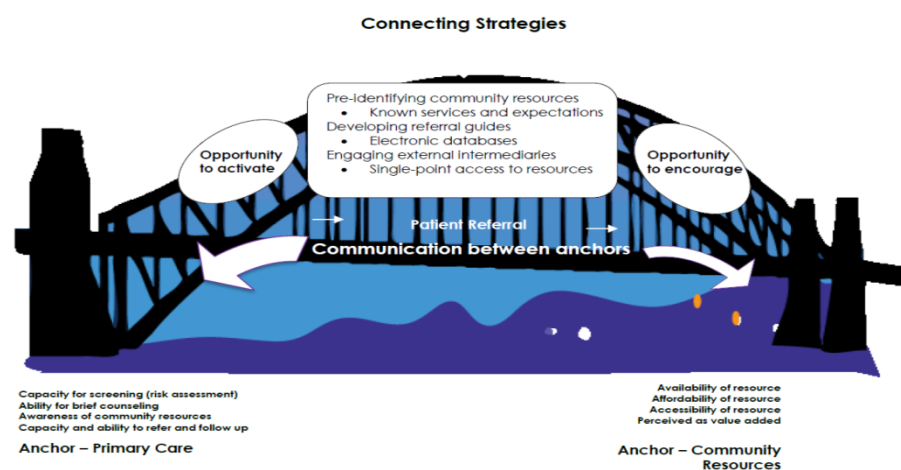 Connecting Strategies
Pre-identifying community resources
• Known services and expectations
Developing referral guides
• Electronic databases
Engaging external intermediaries
• Single-point access to resources
Opportunity
to activate
Opportunity
to encourage
Patient Referral
Communication between anchors
Capacity for screening (risk assessment)
Ability for brief counseling
Awareness of community resources
Capacity and ability to refer and follow up
Anchor – Primary Care
Availability of resource
Affordability of resource
Accessibility of resource
Perceived as value added
Anchor – Community
Resources